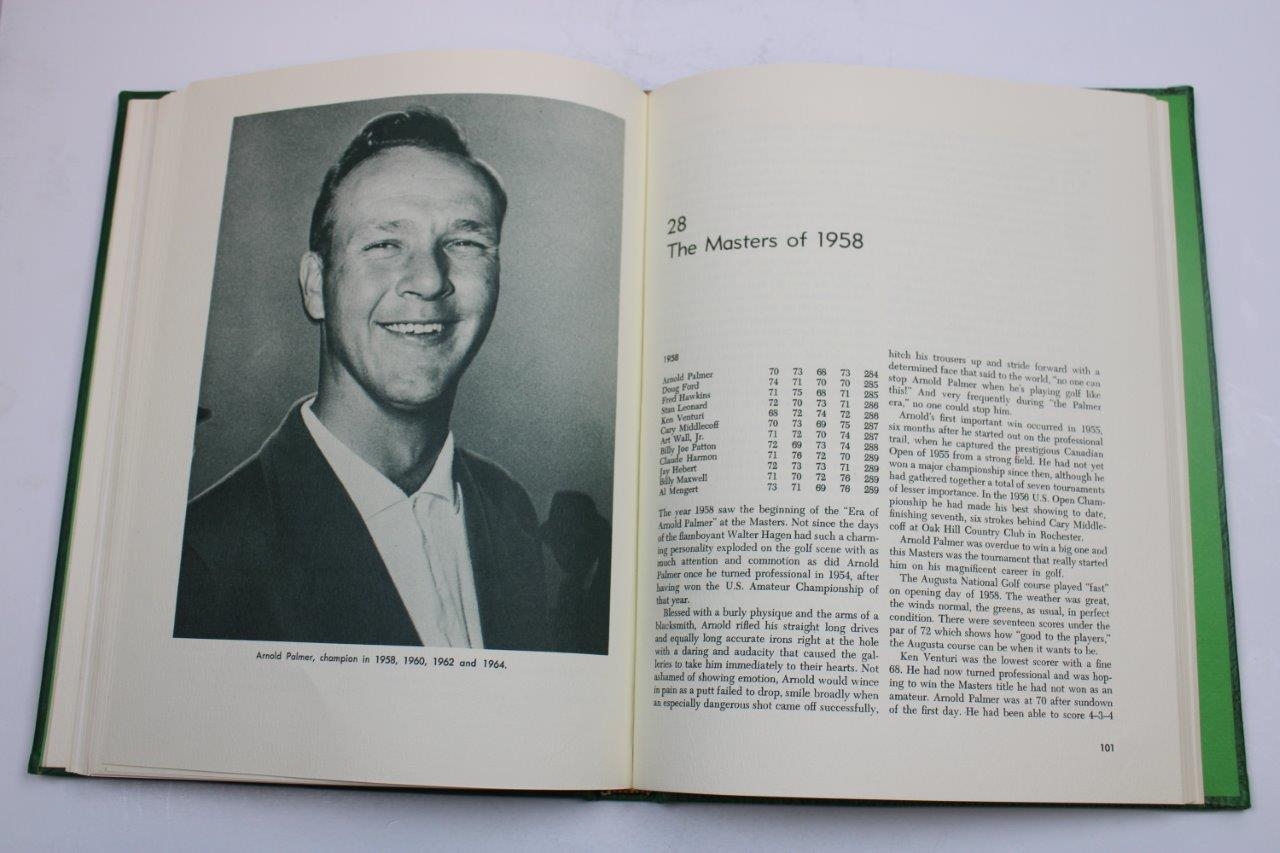 Arnold Palmer, champion in 1958, 1960, 1962 and 1964.
28
The Masters of 1958
1958
Arnold Palmer 70 73 68 73 284
Doug Ford 74 71 70 70 285
Fred Hawkins 71 75 68 71 285
Stan Leonard 72 70 73 71 286
Ken Venturi 68 72 74 72 286
Cary Middlecoff 70 73 69 75 287
Art Wall, Jr. 71 72 70 74 287
Billy Joe Patton 72 69 73 74 288
Claude Harmon 71 76 72 70 289
Jay Hebert 72 73 73 71 289
Billy Maxwell 71 70 72 76 289
Al Mengert 73 71 69 76 289
The year 1958 saw the beginning of the "Era of
Arnold Palmer" at the Masters. Not since the days
of the flamboyant Walter Hagen had such a charm-
ing personality exploded on the golf scene with as
much attention and commotion as did Arnold
Palmer once he turned professional in 1954, after
having won the U.S. Amateur Championship of
that year.
Blessed with a burly physique and the arms of a
blacksmith, Arnold rifled his straight long drives
and equally long accurate irons right at the hole
with a daring and audacity that caused the gal-
leries to take him immediately to their hearts. Not
ashamed of showing emotion, Arnold would wince
in pain as a putt failed to drop, smile broadly when
an especially dangerous shot came off successfully,
hitch his trousers up and stride forward with a
determined face that said to the world, "no one can
stop Arnold Palmer when he's playing golf like
this!" And very frequently during "the Palmer
era," no one could stop him.
Arnold's first important win occurred in 1955,
six months after he started out on the professional
trail, when he captured the prestigious Canadian
Open of 1955 from a strong field. He had not yet
won a major championship since then, although he
had gathered together a total of seven tournaments
of lesser importance. In the 1956 U.S. Open Cham-
pionship he had made his best showing to date,
finishing seventh, six strokes behind Cary Middle-
coff at Oak Hill Country Club in Rochester.
Arnold Palmer was overdue to win a big one and
this Masters was the tournament that really started
him on his magnificent career in golf.
The Augusta National Golf course played "fast"
on opening day of 1958. The weather was great,
the winds normal, the greens, as usual, in perfect
condition. There were seventeen scores under the
par of 72 which shows how "good to the players,"
the Augusta course can be when it wants to be.
Ken Venturi was the lowest scorer with a fine
68. He had now turned professional and was hop-
ing to win the Masters title he had not won as an
amateur. Arnold Palmer was at 70 after sundown
of the first day. He had been able to score 4-3-4
101